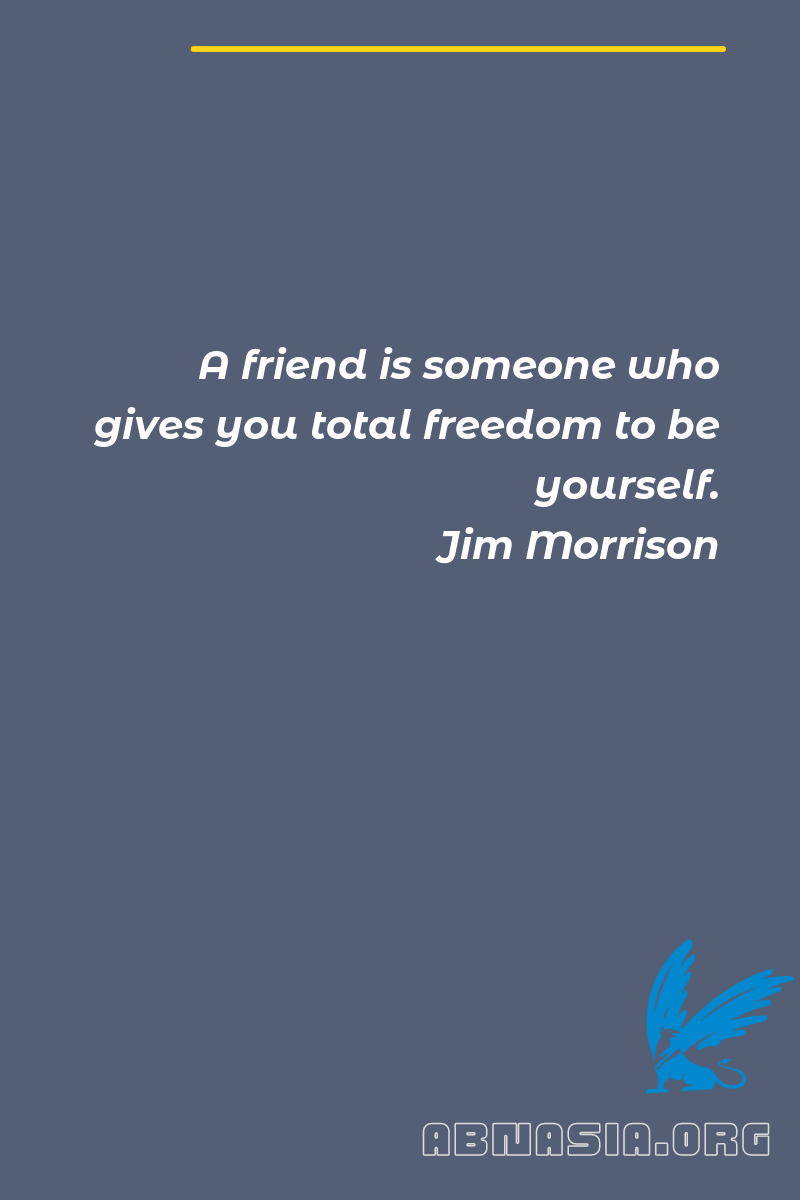 A friend is someone who
gives you total freedom to be
yourself.
Jim Morrison
ABNASIA.ORG